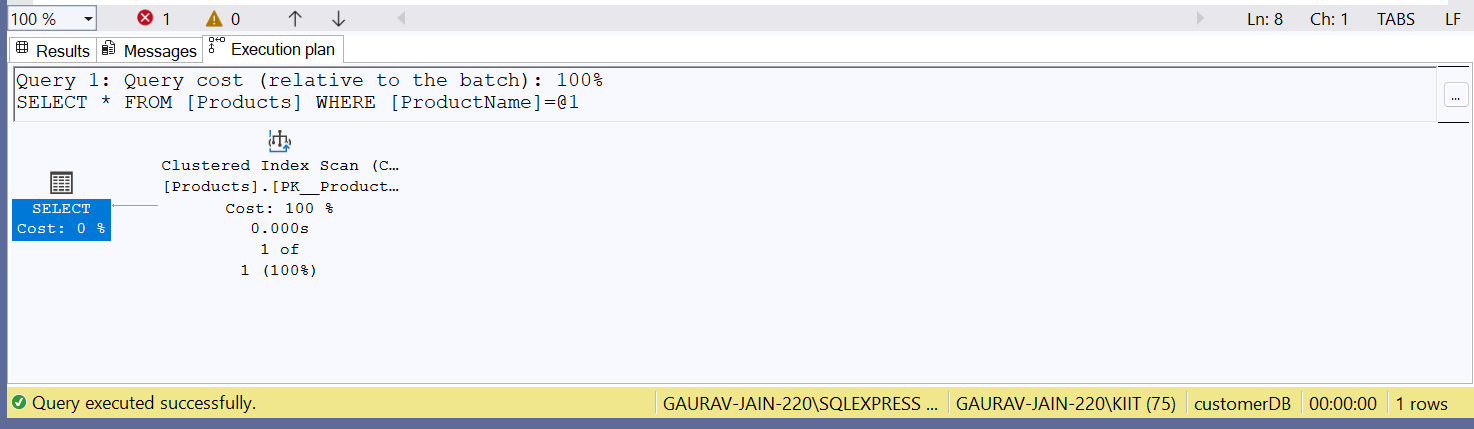 100 % 1 0 Ln: 8 Ch: 1 TABS LF
Results Messages Execution plan
Query 1: Query cost (relative to the batch): 100%
SELECT * FROM [Products] WHERE [ProductName]=@1
...
Clustered Index Scan (C…
[Products].[PK__Product…
Cost: 100 %
0.000s
1 of
1 (100%)
SELECT
Cost: 0 %
Query executed successfully. GAURAV-JAIN-220\SQLEXPRESS ... GAURAV-JAIN-220\KIIT (75) customerDB 00:00:00 1 rows